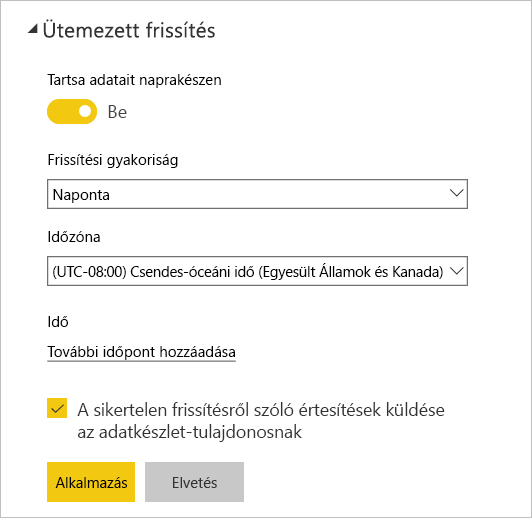 Ütemezett frissítés
Tartsa adatait naprakészen
Be
Frissítési gyakoriság
Naponta
Időzóna
(UTC-08:00) Csendes-óceáni idő (Egyesült Államok és Kanada)
Idő
További időpont hozzáadása
A sikertelen frissítésről szóló értesítések küldése
az adatkészlet-tulajdonosnak
Alkalmazás
Elvetés